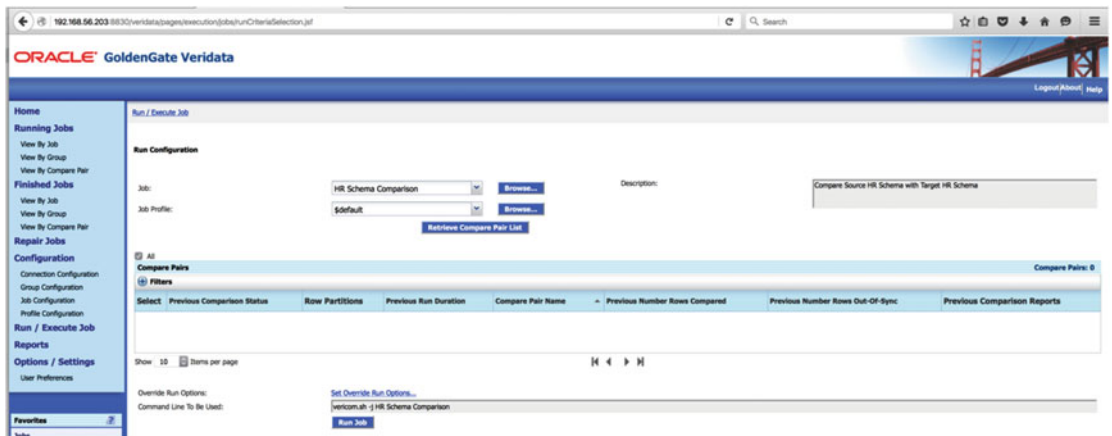 192.168.56.203:8830/veridata/pages/execution/jobs/runCriteriaSelection.jsf
Search
ORACLE GoldenGate Veridata
Logout About Help
Home
Running Jobs
View By Job
View By Group
View By Compare Pair
Finished Jobs
View By Job
View By Group
View By Compare Pair
Repair Jobs
Configuration
Connection Configuration
Group Configuration
Job Configuration
Profile Configuration
Run / Execute Job
Reports
Options / Settings
User Preferences
Favorites
Jobs
Run / Execute Job
Run Configuration
Job: HR Schema Comparison Browse... Description: Compare Source HR Schema with Target HR Schema
Job Profile: $default Browse...
Retrieve Compare Pair List
All
Compare Pairs Compare Pairs: 0
Filters
Select Previous Comparison Status Row Partitions Previous Run Duration Compare Pair Name Previous Number Rows Compared Previous Number Rows Out-Of-Sync Previous Comparison Reports
Show 10 Items per page
Override Run Options: Set Override Run Options...
Command Line To Be Used: vericom.sh -j HR Schema Comparison
Run Job